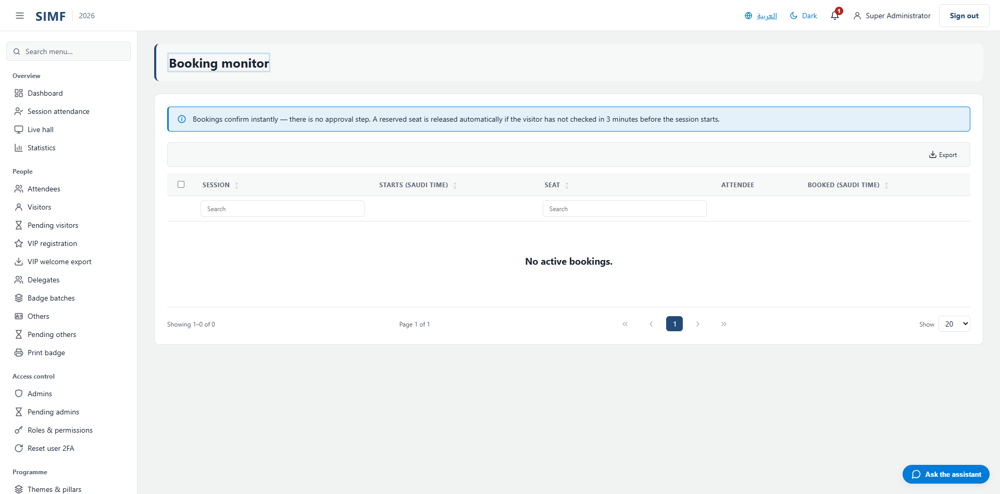 SIMF 2026
العربية
Dark
1
Super Administrator
Sign out
Search menu...
Overview
Dashboard
Session attendance
Live hall
Statistics
People
Attendees
Visitors
Pending visitors
VIP registration
VIP welcome export
Delegates
Badge batches
Others
Pending others
Print badge
Access control
Admins
Pending admins
Roles & permissions
Reset user 2FA
Programme
Themes & pillars
Booking monitor
Bookings confirm instantly — there is no approval step. A reserved seat is released automatically if the visitor has not checked in 3 minutes before the session starts.
Export
SESSION STARTS (SAUDI TIME) SEAT ATTENDEE BOOKED (SAUDI TIME)
Search Search
No active bookings.
Showing 1–0 of 0 Page 1 of 1 « ‹ 1 › » Show 20
Ask the assistant